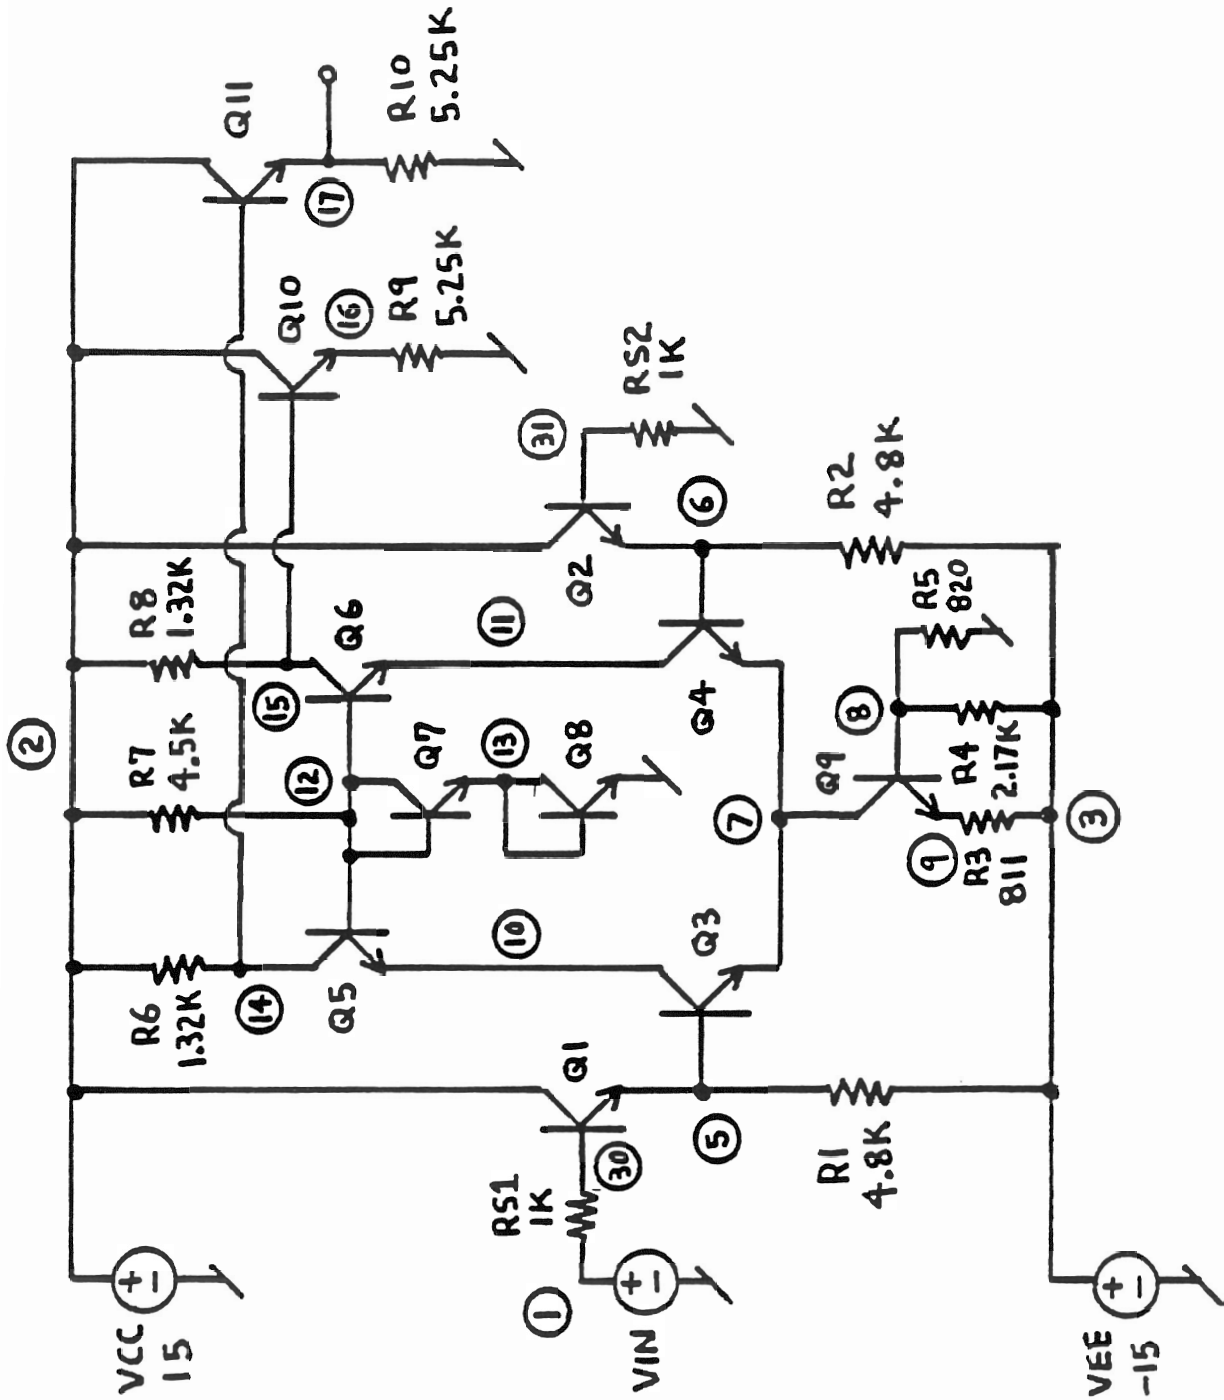 VCC
15
VIN
VEE
-15
1
2
3
RS1
1K
30
Q1
5
R1
4.8K
R6
1.32K
14
Q5
10
Q3
R7
4.5K
12
Q7
13
Q8
7
Q9
9
R3
811
R8
1.32K
15
Q6
11
Q4
8
R4
2.17K
R5
820
Q2
31
RS2
1K
6
R2
4.8K
Q10
16
R9
5.25K
Q11
17
R10
5.25K
+
-
+
-
+
-